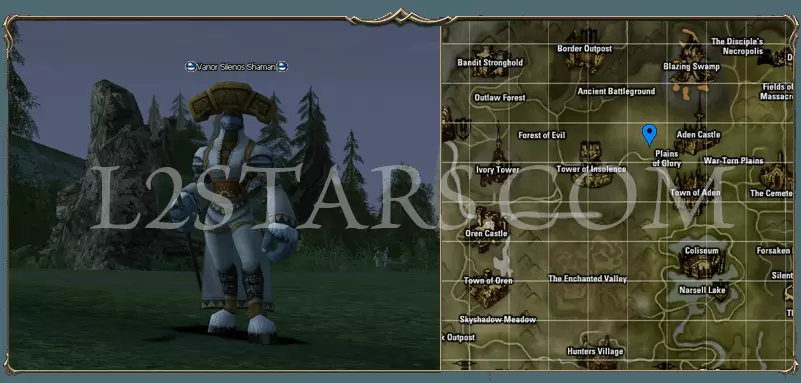 Vanor Silenos Shaman
L2STARS.COM
The Disciple's
Necropolis
Border Outpost
Bandit Stronghold
Blazing Swamp
Ancient Battleground
Fields of
Massacre
Outlaw Forest
Forest of Evil
Aden Castle
Plains
of Glory
War-Torn Plains
Ivory Tower
Tower of Insolence
Town of Aden
The Cemete
Oren Castle
Coliseum
Forsaken
The Enchanted Valley
Silent
Town of Oren
Narsell Lake
Skyshadow Meadow
k Outpost
Hunters Village